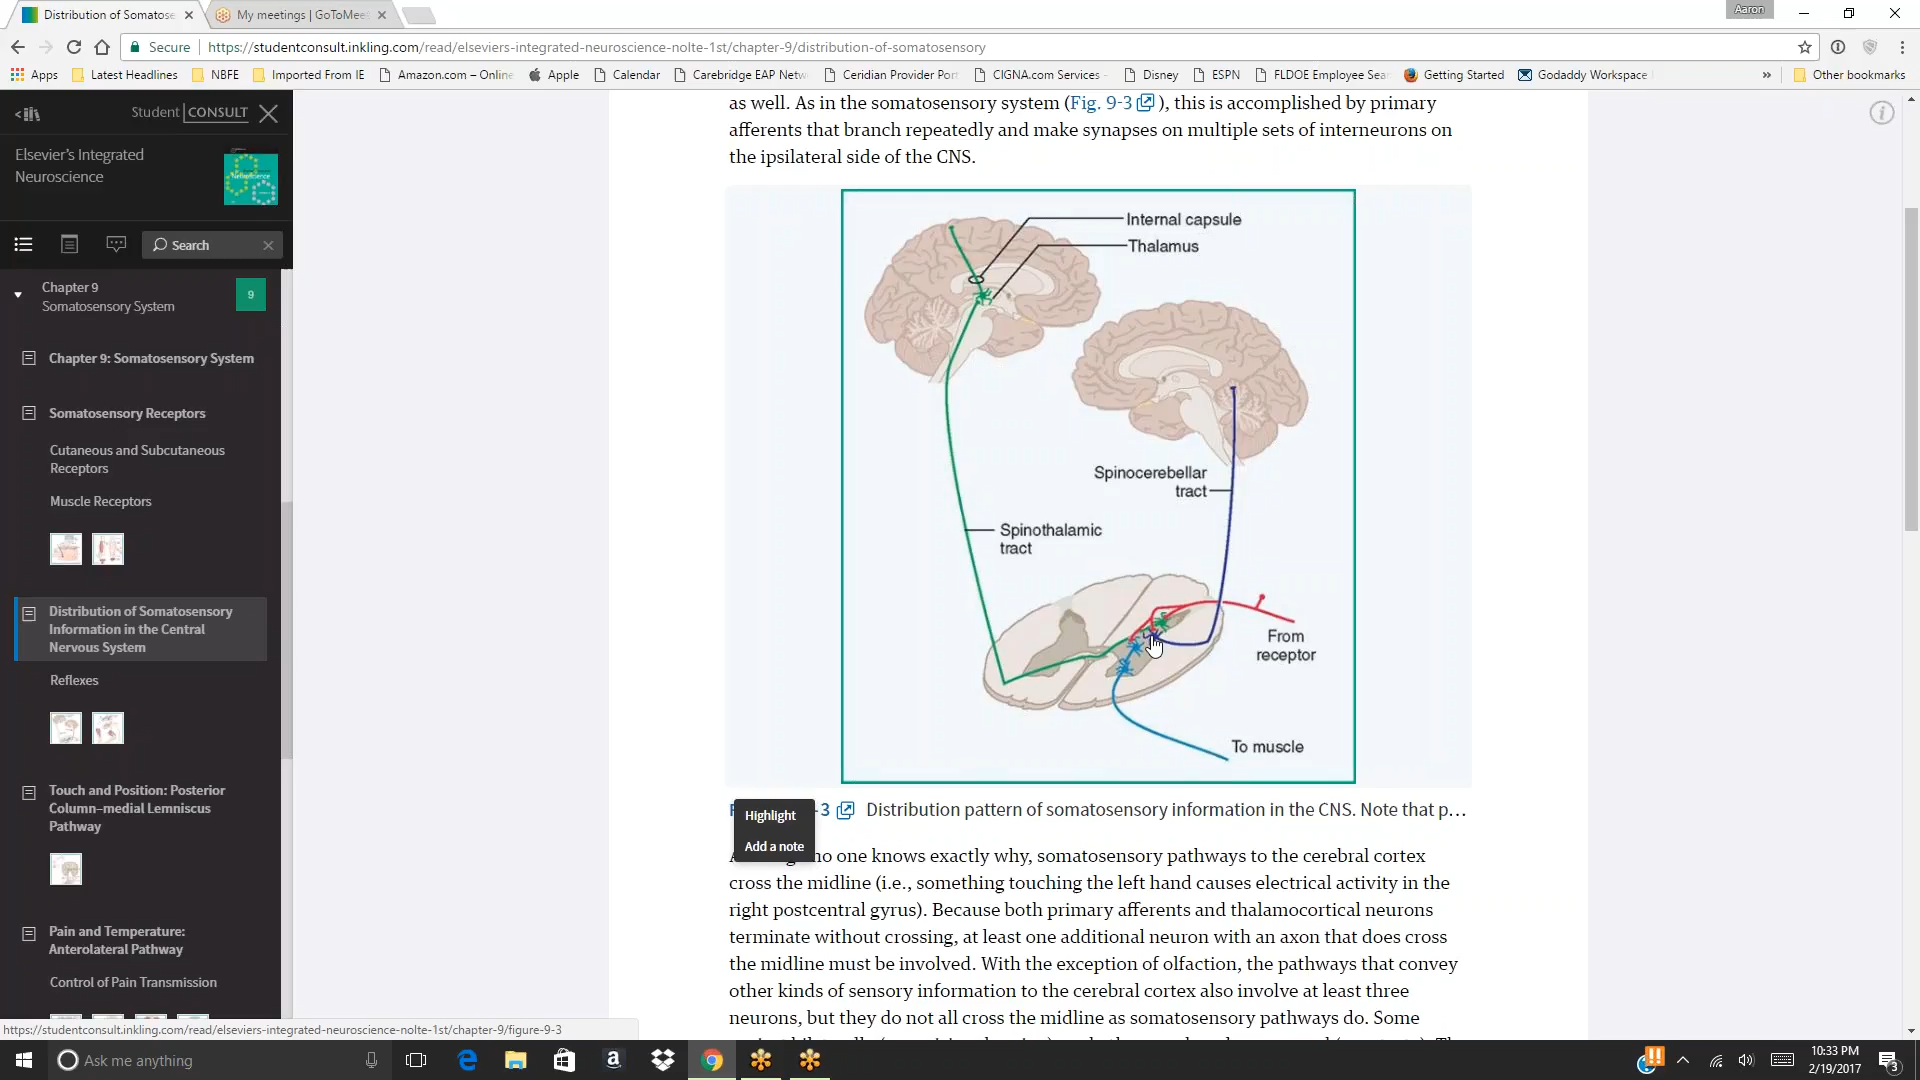 Distribution of Somatose
My meetings | GoToMee
Aaron
Secure
https://studentconsult.inkling.com/read/elseviers-integrated-neuroscience-nolte-1st/chapter-9/distribution-of-somatosensory
Apps
Latest Headlines
NBFE
Imported From IE
Amazon.com – Online
Apple
Calendar
Carebridge EAP Netw
Ceridian Provider Por
CIGNA.com Services -
Disney
ESPN
FLDOE Employee Sea
Getting Started
Godaddy Workspace
»
Other bookmarks
Student CONSULT
Elsevier’s Integrated
Neuroscience
Search
Chapter 9
Somatosensory System
9
Chapter 9: Somatosensory System
Somatosensory Receptors
Cutaneous and Subcutaneous
Receptors
Muscle Receptors
Distribution of Somatosensory
Information in the Central
Nervous System
Reflexes
Touch and Position: Posterior
Column–medial Lemniscus
Pathway
Pain and Temperature:
Anterolateral Pathway
Control of Pain Transmission
https://studentconsult.inkling.com/read/elseviers-integrated-neuroscience-nolte-1st/chapter-9/figure-9-3
as well. As in the somatosensory system (Fig. 9-3), this is accomplished by primary
afferents that branch repeatedly and make synapses on multiple sets of interneurons on
the ipsilateral side of the CNS.
Internal capsule
Thalamus
Spinocerebellar
tract
Spinothalamic
tract
From
receptor
To muscle
Highlight
Add a note
-3 Distribution pattern of somatosensory information in the CNS. Note that p...
no one knows exactly why, somatosensory pathways to the cerebral cortex
cross the midline (i.e., something touching the left hand causes electrical activity in the
right postcentral gyrus). Because both primary afferents and thalamocortical neurons
terminate without crossing, at least one additional neuron with an axon that does cross
the midline must be involved. With the exception of olfaction, the pathways that convey
other kinds of sensory information to the cerebral cortex also involve at least three
neurons, but they do not all cross the midline as somatosensory pathways do. Some
Ask me anything
10:33 PM
2/19/2017
3